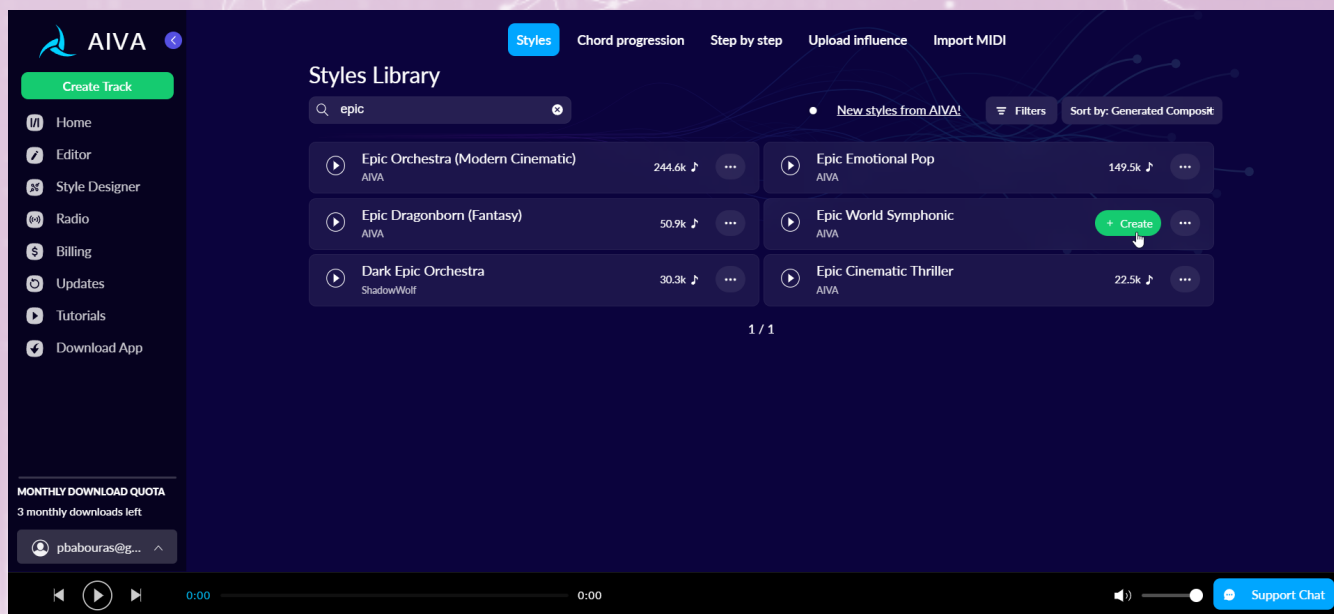 AIVA
Create Track
Home
Editor
Style Designer
Radio
Billing
Updates
Tutorials
Download App
MONTHLY DOWNLOAD QUOTA
3 monthly downloads left
pbabouras@g...
Styles Chord progression Step by step Upload influence Import MIDI
Styles Library
epic
New styles from AIVA! Filters Sort by: Generated Composit
Epic Orchestra (Modern Cinematic)
AIVA
244.6k
Epic Emotional Pop
AIVA
149.5k
Epic Dragonborn (Fantasy)
AIVA
50.9k
Epic World Symphonic
AIVA
+ Create
Dark Epic Orchestra
ShadowWolf
30.3k
Epic Cinematic Thriller
AIVA
22.5k
1 / 1
0:00 0:00
Support Chat